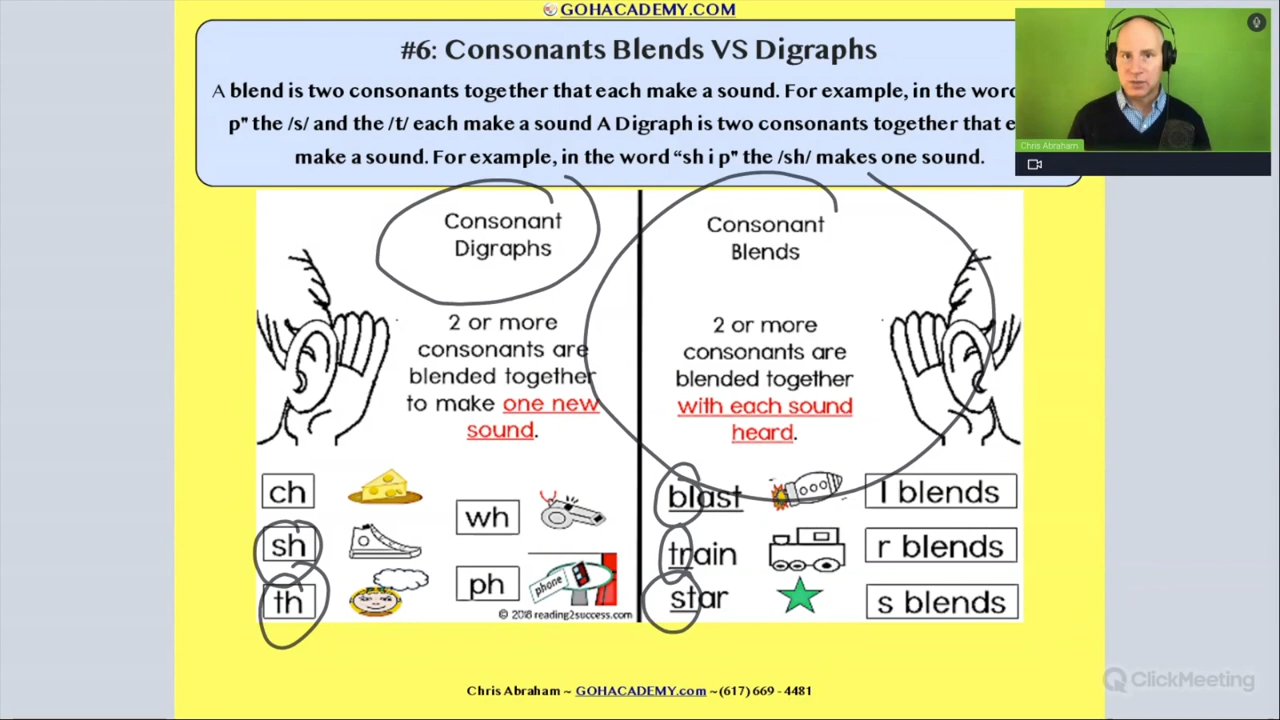 GOHACADEMY.COM
#6: Consonants Blends VS Digraphs
A blend is two consonants together that each make a sound. For example, in the word
p" the /s/ and the /t/ each make a sound A Digraph is two consonants together that e
make a sound. For example, in the word “sh i p" the /sh/ makes one sound.
Chris Abraham
Consonant
Digraphs
2 or more
consonants are
blended together
to make one new
sound.
ch
sh
th
wh
ph
phone
© 2018 reading2success.com
Consonant
Blends
2 or more
consonants are
blended together
with each sound
heard.
blast
train
star
l blends
r blends
s blends
Chris Abraham ~ GOHACADEMY.com ~(617) 669 - 4481
ClickMeeting